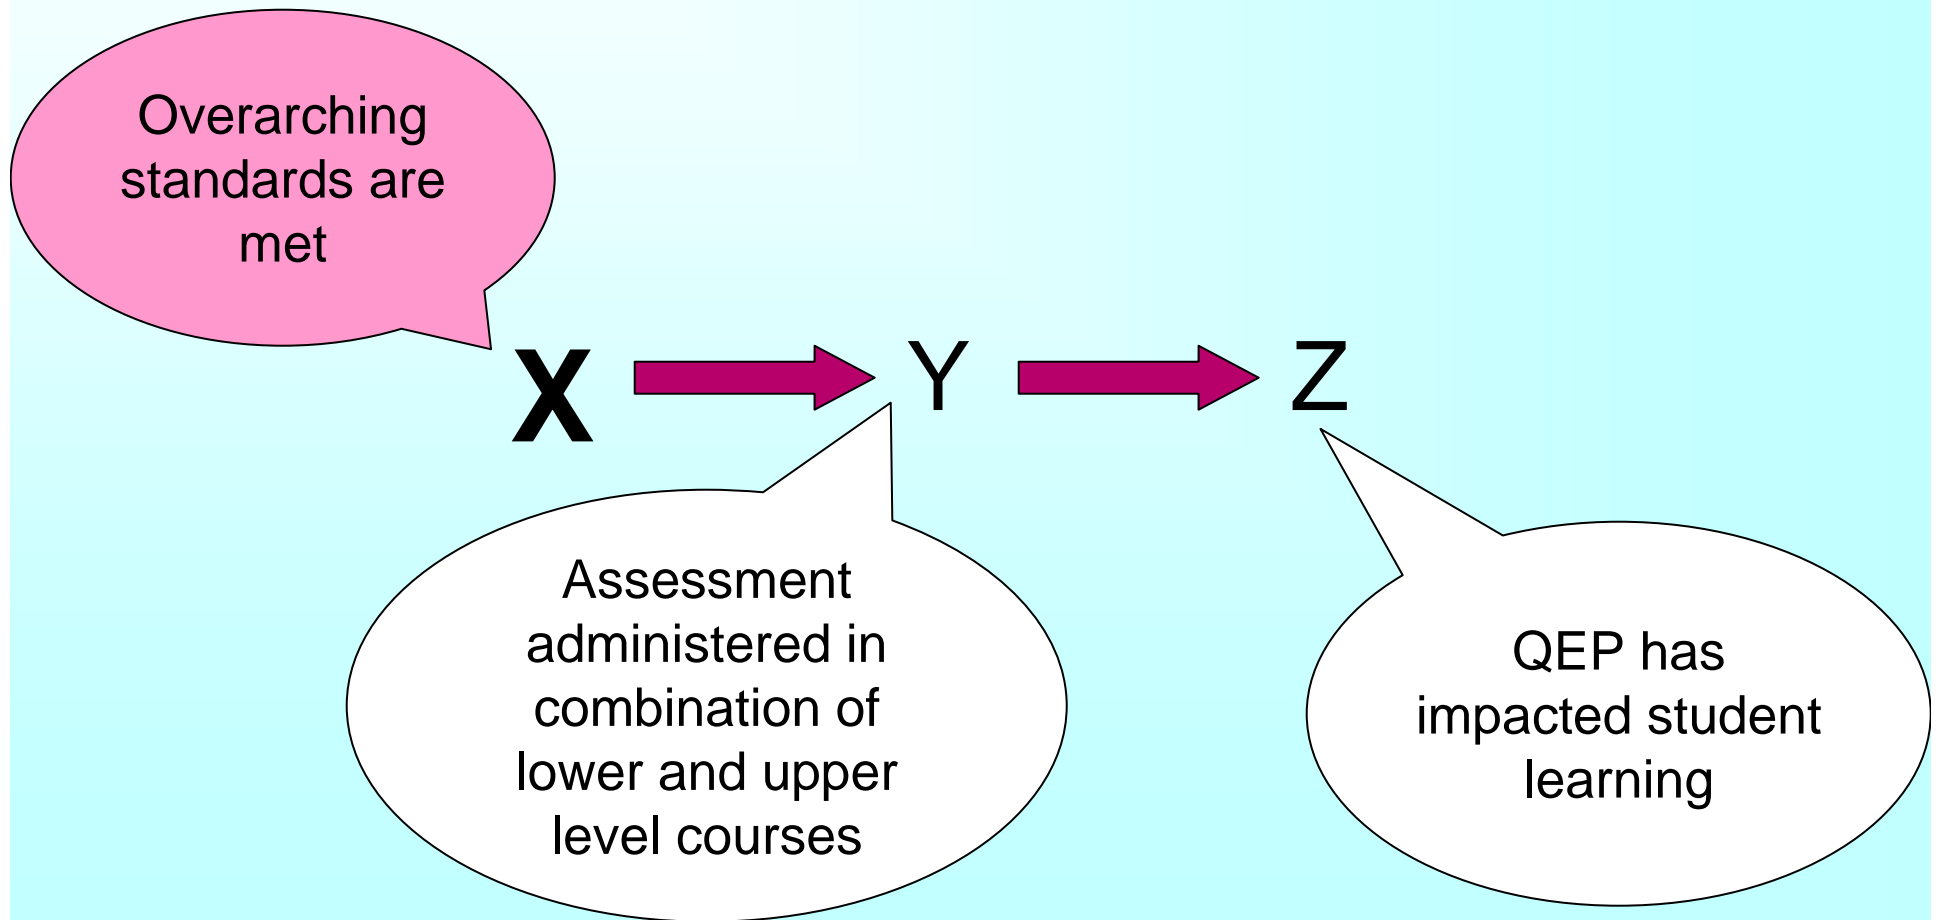 Overarching
standards are
met
X
Y
Z
Assessment
administered in
combination of
lower and upper
level courses
QEP has
impacted student
learning